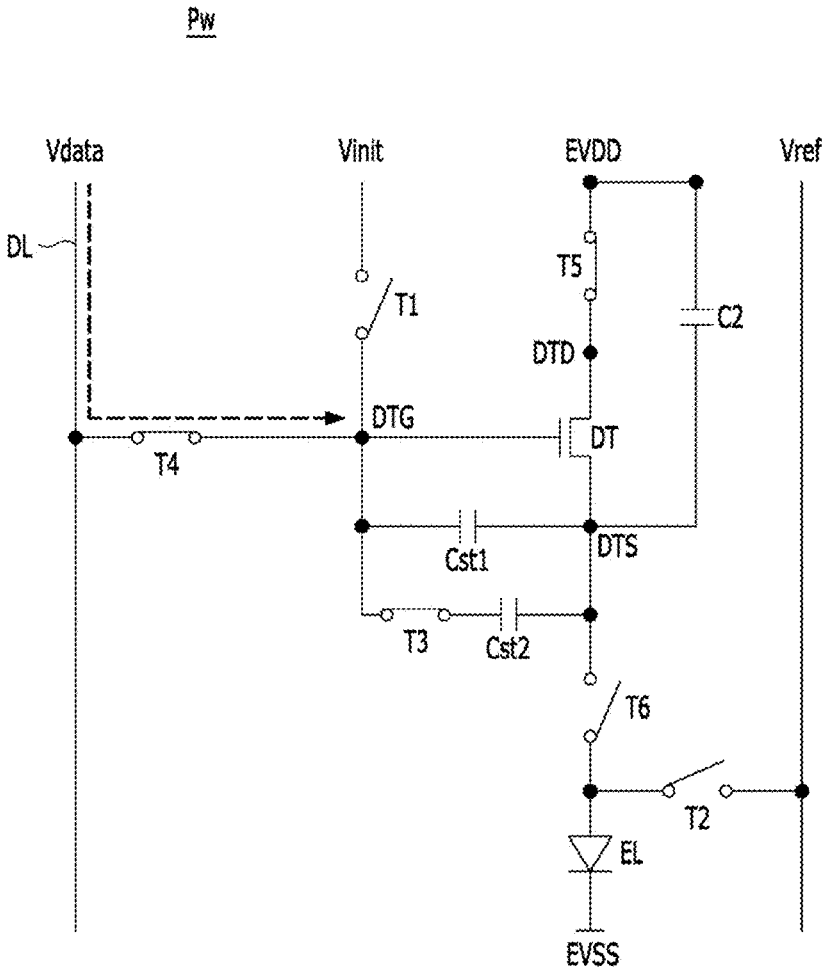 Pw
Vdata Vinit EVDD Vref
DL
T5
T1
C2
DTD
DTG
DT
T4
DTS
Cst1
T3
Cst2
T6
T2
EL
EVSS